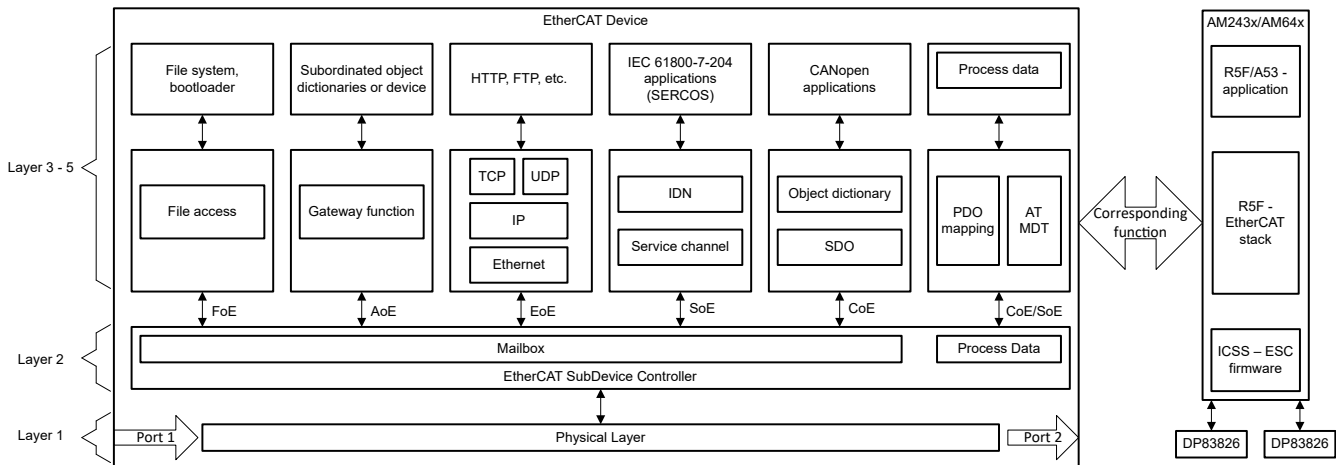 EtherCAT Device
AM243x/AM64x
File system,
bootloader
Subordinated object
dictionaries or device
HTTP, FTP, etc.
IEC 61800-7-204
applications
(SERCOS)
CANopen
applications
Process data
R5F/A53 -
application
Layer 3 - 5
File access
Gateway function
TCP
UDP
IP
Ethernet
IDN
Service channel
Object dictionary
SDO
PDO
mapping
AT
MDT
Corresponding
function
R5F -
EtherCAT
stack
FoE
AoE
EoE
SoE
CoE
CoE/SoE
Layer 2
Mailbox
Process Data
EtherCAT SubDevice Controller
ICSS – ESC
firmware
Layer 1
Port 1
Physical Layer
Port 2
DP83826
DP83826